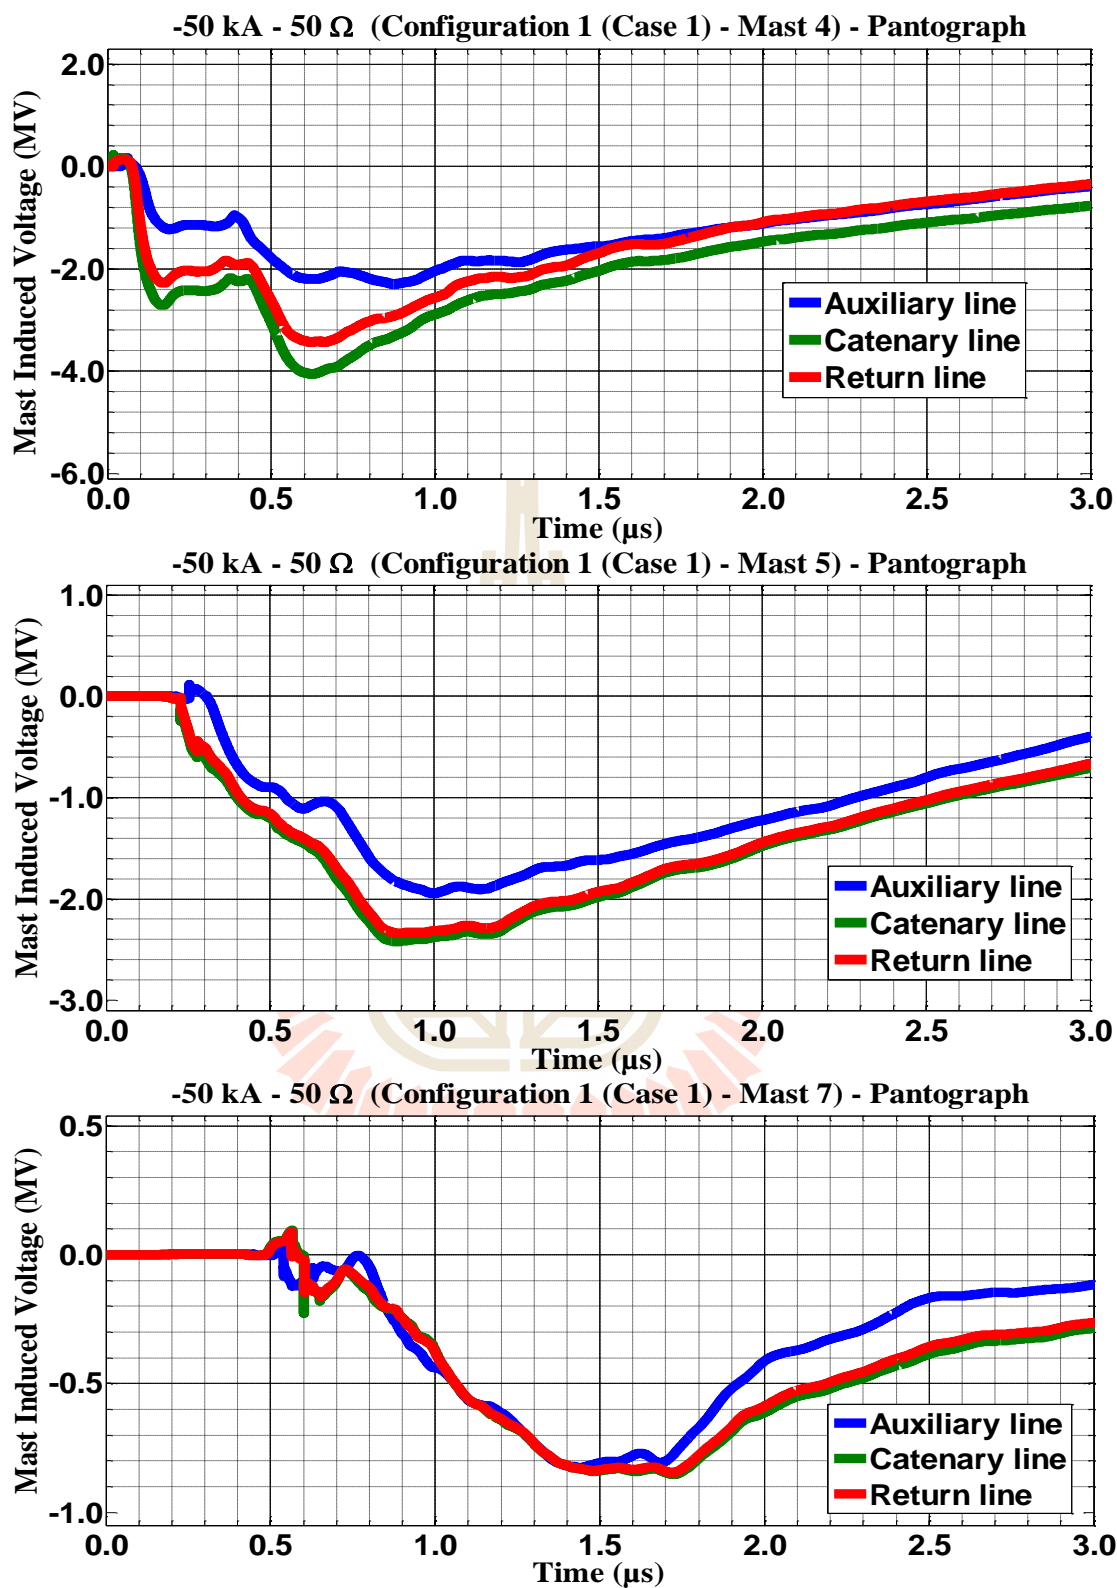 -50 kA - 50 Ω (Configuration 1 (Case 1) - Mast 4) - Pantograph
Mast Induced Voltage (MV)
2.0
0.0
-2.0
-4.0
-6.0
Auxiliary line
Catenary line
Return line
0.0 0.5 1.0 1.5 2.0 2.5 3.0
Time (µs)
-50 kA - 50 Ω (Configuration 1 (Case 1) - Mast 5) - Pantograph
Mast Induced Voltage (MV)
1.0
0.0
-1.0
-2.0
-3.0
Auxiliary line
Catenary line
Return line
0.0 0.5 1.0 1.5 2.0 2.5 3.0
Time (µs)
-50 kA - 50 Ω (Configuration 1 (Case 1) - Mast 7) - Pantograph
Mast Induced Voltage (MV)
0.5
0.0
-0.5
-1.0
Auxiliary line
Catenary line
Return line
0.0 0.5 1.0 1.5 2.0 2.5 3.0
Time (µs)